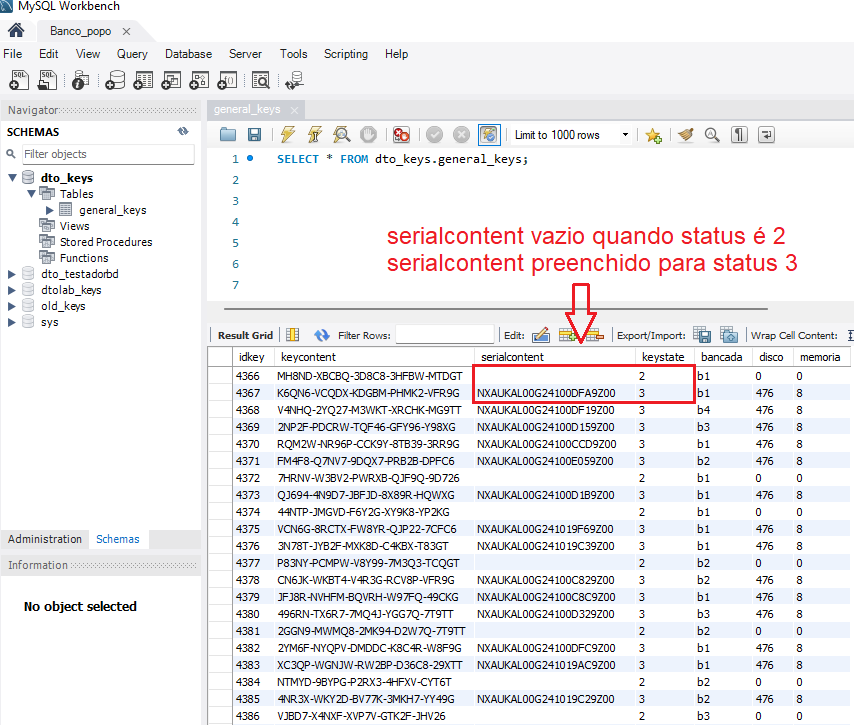 MySQL Workbench
Banco_popo
File Edit View Query Database Server Tools Scripting Help
Navigator
general_keys
SCHEMAS
Filter objects
Limit to 1000 rows
dto_keys
Tables
general_keys
Views
Stored Procedures
Functions
dto_testadorbd
dtolab_keys
old_keys
sys
1 SELECT * FROM dto_keys.general_keys;
2
3
4
5
6
7
serialcontent vazio quando status é 2
serialcontent preenchido para status 3
Result Grid Filter Rows: Edit: Export/Import: Wrap Cell Content:
idkey keycontent serialcontent keystate bancada disco memoria
4366 MH8ND-XBCBQ-3D8C8-3HFBW-MTDGT 2 b1 0 0
4367 K6QN6-VCQDX-KDGBM-PHMK2-VFR9G NXAUKAL00G24100DFA9Z00 3 b1 476 8
4368 V4NHQ-2YQ27-M3WKT-XRCHK-MG9TT NXAUKAL00G24100DF19Z00 3 b4 476 8
4369 2NP2F-PDCRW-TQF46-GFY96-Y98XG NXAUKAL00G24100D159Z00 3 b3 476 8
4370 RQM2W-NR96P-CCK9Y-8TB39-3RR9G NXAUKAL00G24100CCD9Z00 3 b1 476 8
4371 FM4F8-Q7NV7-9DQX7-PRB2B-DPFC6 NXAUKAL00G24100E059Z00 3 b2 476 8
4372 7HRNV-W3BV2-PWRXB-QJF9Q-9D726 2 b1 0 0
4373 QJ694-4N9D7-JBFJD-8X89R-HQWXG NXAUKAL00G24100D1B9Z00 3 b1 476 8
4374 44NTP-JMGVD-F6Y2G-XY9K8-YP2KG 2 b1 0 0
4375 VCN6G-8RCTX-FW8YR-QJP22-7CFC6 NXAUKAL00G241019F69Z00 3 b1 476 8
4376 3N78T-JYB2F-MXK8D-C4KBX-T83GT NXAUKAL00G241019C39Z00 3 b1 476 8
4377 P83NY-PCMPW-V8Y99-7M3Q3-TCQGT 2 b2 0 0
4378 CN6JK-WKBT4-V4R3G-RCV8P-VFR9G NXAUKAL00G24100C829Z00 3 b2 476 8
4379 JFJ8R-NVHFM-BQVRH-W97FQ-49CKG NXAUKAL00G24100C8C9Z00 3 b1 476 8
4380 496RN-TX6R7-7MQ4J-YGG7Q-7T9TT NXAUKAL00G24100D329Z00 3 b3 476 8
4381 2GGN9-MWMQ8-2MK94-D2W7Q-7T9TT 2 b2 0 0
4382 2YM6F-NYQPV-DMDDC-K8C4R-W8F9G NXAUKAL00G24100DFC9Z00 3 b1 476 8
4383 XC3QP-WGNJW-RW2BP-D36C8-29XTT NXAUKAL00G241019AC9Z00 3 b1 476 8
4384 NTMYD-9BYPG-P2RX3-4HFXV-CYT6T 2 b2 0 0
4385 4NR3X-WKY2D-BV77K-3MKH7-YY49G NXAUKAL00G241019C29Z00 3 b2 476 8
4386 VJBD7-X4NXF-XVP7V-GTK2F-JHV26 2 b3 0 0
Administration Schemas
Information
No object selected